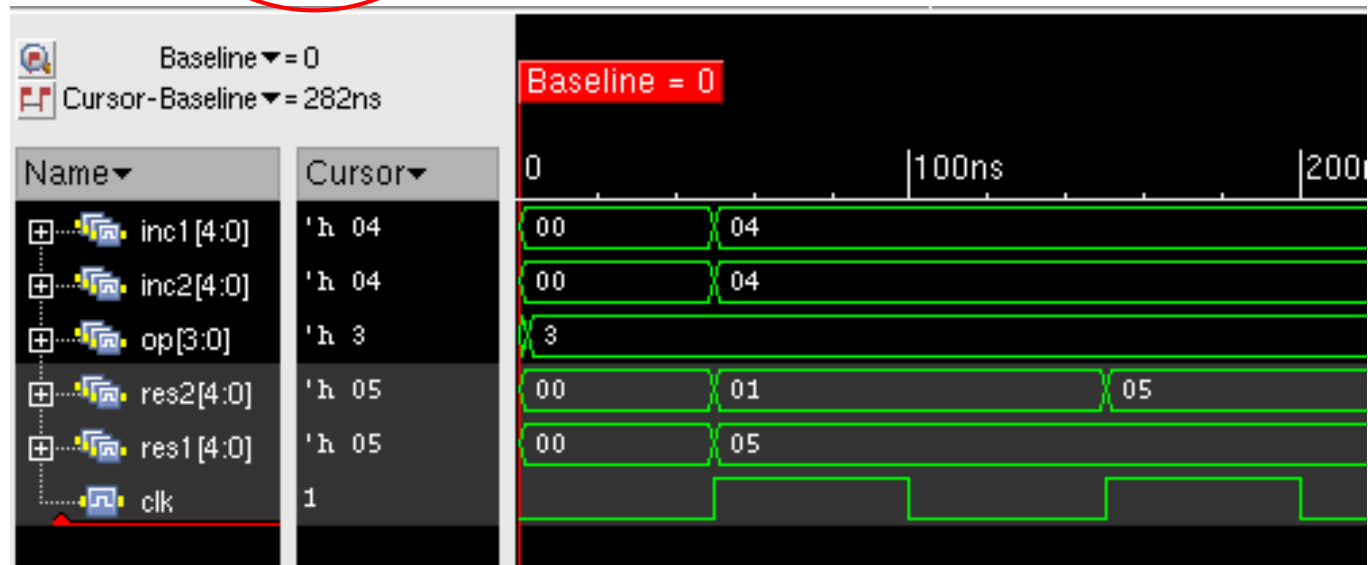 Baseline▾= 0
Cursor-Baseline▾= 282ns
Baseline = 0
Name▾ Cursor▾ 0 100ns 200n
inc1[4:0] 'h 04 00 04
inc2[4:0] 'h 04 00 04
op[3:0] 'h 3 3
res2[4:0] 'h 05 00 01 05
res1[4:0] 'h 05 00 05
clk 1